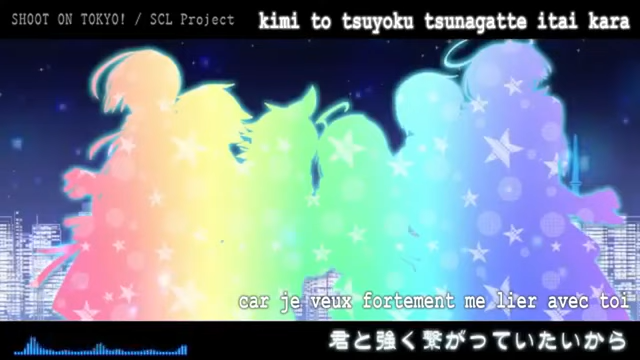 SHOOT ON TOKYO! / SCL Project
kimi to tsuyoku tsunagatte itai kara
car je veux fortement me lier avec toi
君と強く繋がっていたいから